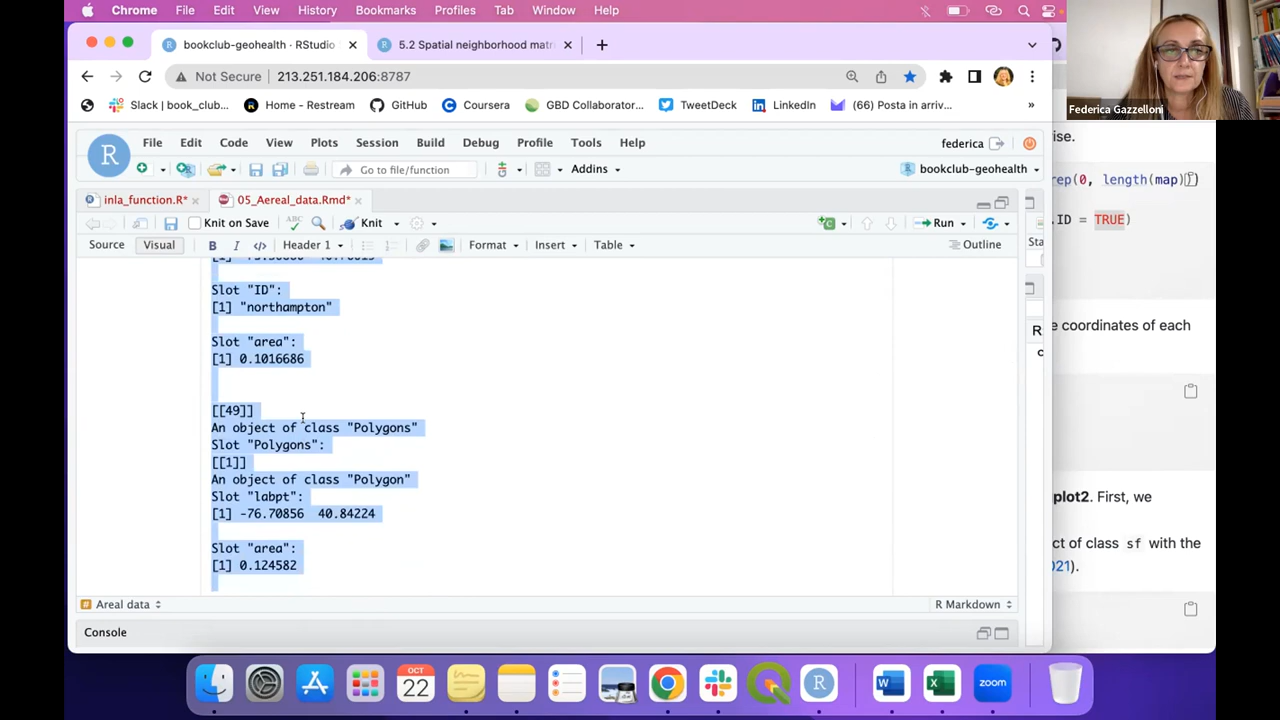 Chrome File Edit View History Bookmarks Profiles Tab Window Help
bookclub-geohealth · RStudio
5.2 Spatial neighborhood matr
Not Secure 213.251.184.206:8787
Slack | book_club...
Home - Restream
GitHub
Coursera
GBD Collaborator...
TweetDeck
LinkedIn
(66) Posta in arriv...
»
Federica Gazzelloni
R
File Edit Code View Plots Session Build Debug Profile Tools Help
federica
Go to file/function
Addins
bookclub-geohealth
inla_function.R*
05_Aereal_data.Rmd*
Knit on Save
ABC
Knit
Run
Source Visual
B I </> Header 1
Format Insert Table
Outline
Slot "ID":
[1] "northampton"
Slot "area":
[1] 0.1016686
[[49]]
An object of class "Polygons"
Slot "Polygons":
[[1]]
An object of class "Polygon"
Slot "labpt":
[1] -76.70856 40.84224
Slot "area":
[1] 0.124582
# Areal data
R Markdown
Console
Sta
R
c
ise.
rep(0, length(map))
.ID = TRUE)
e coordinates of each
plot2. First, we
ct of class sf with the
021).
OCT
22
R
W
X
zoom